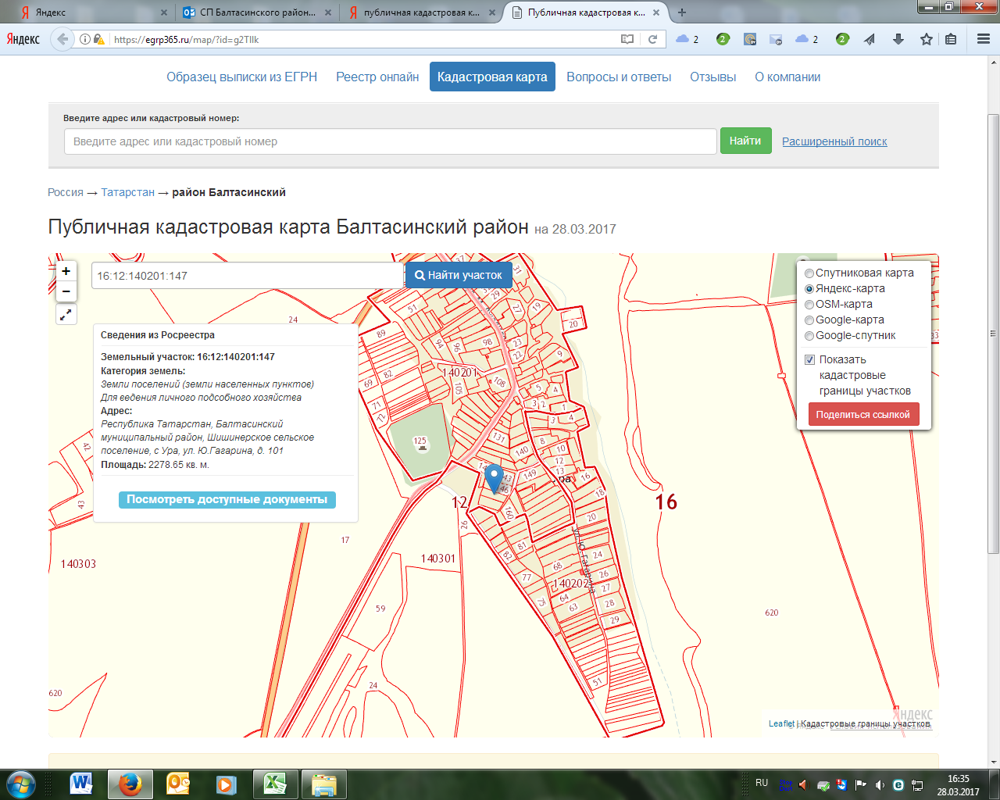 Яндекс
СП Балтасинского район...
публичная кадастровая к...
Публичная кадастровая к...
Яндекс
https://egrp365.ru/map/?id=g2TIlk
2
2
2
2
Образец выписки из ЕГРН
Реестр онлайн
Кадастровая карта
Вопросы и ответы
Отзывы
О компании
Введите адрес или кадастровый номер:
Введите адрес или кадастровый номер
Найти
Расширенный поиск
Россия → Татарстан → район Балтасинский
Публичная кадастровая карта Балтасинский район на 28.03.2017
+
−
16:12:140201:147
Найти участок
Сведения из Росреестра
Земельный участок: 16:12:140201:147
Категория земель:
Земли поселений (земли населенных пунктов)
Для ведения личного подсобного хозяйства
Адрес:
Республика Татарстан, Балтасинский
муниципальный район, Шишинерское сельское
поселение, с Ура, ул. Ю.Гагарина, д. 101
Площадь: 2278.65 кв. м.
Посмотреть доступные документы
Спутниковая карта
Яндекс-карта
OSM-карта
Google-карта
Google-спутник
Показать
кадастровые
границы участков
Поделиться ссылкой
37
31
29
27
19
20
51
24
89
94
96
98
23
22
9
82
69
140201
105
108
5
4
71
72
3
2
1
3
4
125
131
8
140
10
12
13
149
16
42
41
43
146
12
160
18
20
16
26
17
81
82
ул. Ю. Гагарина
24
140303
140301
68
26
77
140202
27
64
63
28
75
59
29
620
51
24
620
Яндекс
Leaflet | Кадастровые границы участков
RU
16:35
28.03.2017